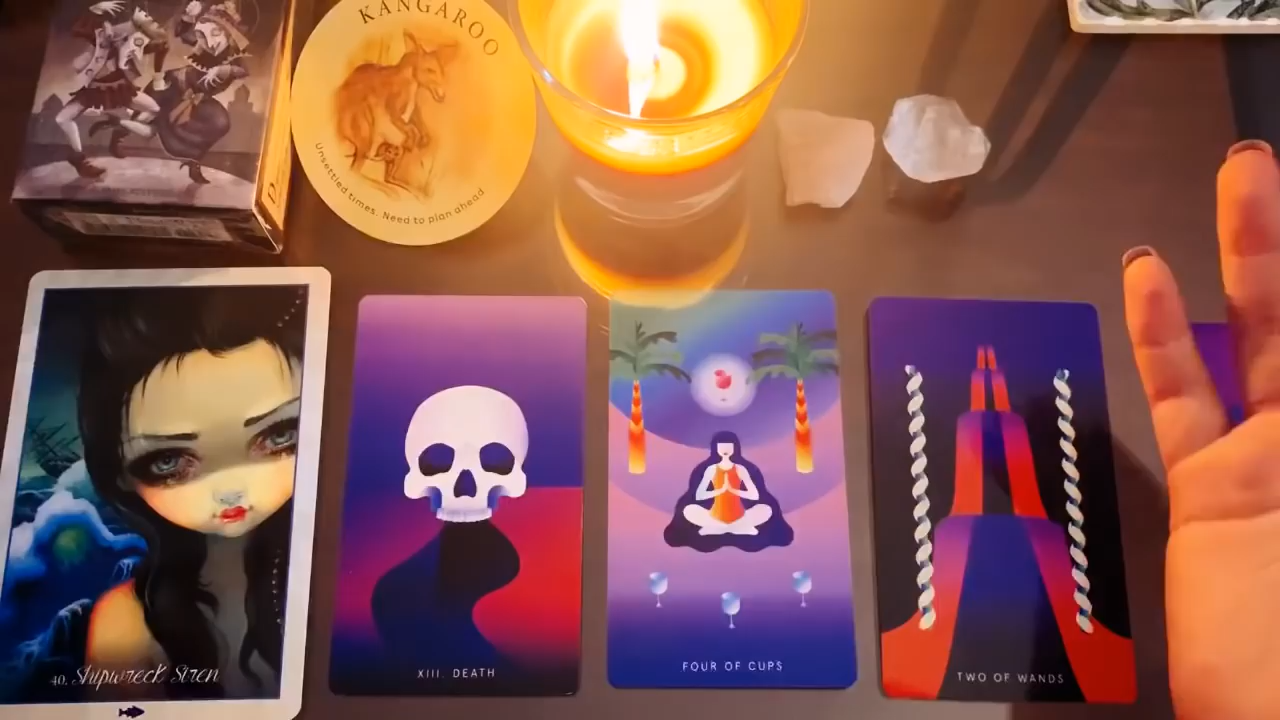 KANGAROO
Unsettled times. Need to plan ahead
40. Shipwreck Siren
XIII. DEATH
FOUR OF CUPS
TWO OF WANDS